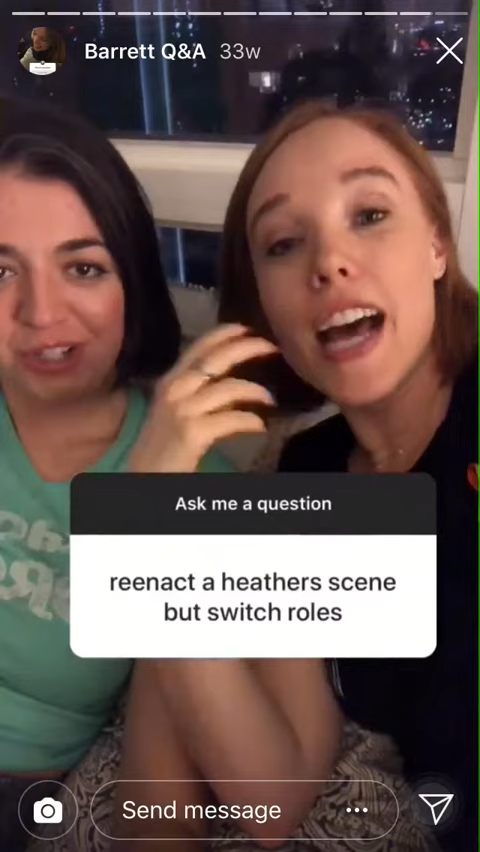 Barrett Q&A 33w
Ask me a question
reenact a heathers scene
but switch roles
Send message